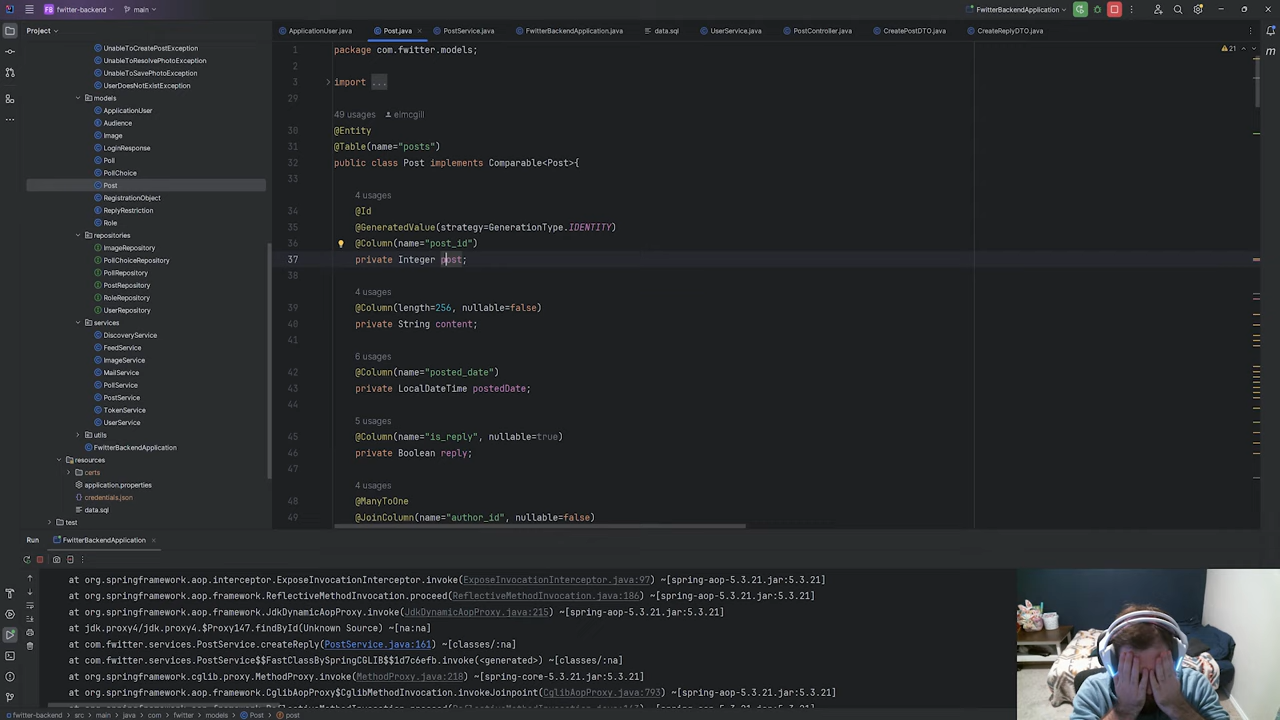 fwitter-backend
main
FwitterBackendApplication
Project
ApplicationUser.java
Post.java
PostService.java
FwitterBackendApplication.java
data.sql
UserService.java
PostController.java
CreatePostDTO.java
CreateReplyDTO.java
UnableToCreatePostException
UnableToResolvePhotoException
UnableToSavePhotoException
UserDoesNotExistException
models
ApplicationUser
Audience
Image
LoginResponse
Poll
PollChoice
Post
RegistrationObject
ReplyRestriction
Role
repositories
ImageRepository
PollChoiceRepository
PollRepository
PostRepository
RoleRepository
UserRepository
services
DiscoveryService
FeedService
ImageService
MailService
PollService
PostService
TokenService
UserService
utils
FwitterBackendApplication
resources
certs
application.properties
credentials.json
data.sql
test
1 package com.fwitter.models;
2
3 import ...
29
49 usages eimcgill
30 @Entity
31 @Table(name="posts")
32 public class Post implements Comparable<Post>{
33
4 usages
34 @Id
35 @GeneratedValue(strategy=GenerationType.IDENTITY)
36 @Column(name="post_id")
37 private Integer post;
38
4 usages
39 @Column(length=256, nullable=false)
40 private String content;
41
6 usages
42 @Column(name="posted_date")
43 private LocalDateTime postedDate;
44
5 usages
45 @Column(name="is_reply", nullable=true)
46 private Boolean reply;
47
4 usages
48 @ManyToOne
49 @JoinColumn(name="author_id", nullable=false)
21
Run
FwitterBackendApplication
at org.springframework.aop.interceptor.ExposeInvocationInterceptor.invoke(ExposeInvocationInterceptor.java:97) ~[spring-aop-5.3.21.jar:5.3.21]
at org.springframework.aop.framework.ReflectiveMethodInvocation.proceed(ReflectiveMethodInvocation.java:186) ~[spring-aop-5.3.21.jar:5.3.21]
at org.springframework.aop.framework.JdkDynamicAopProxy.invoke(JdkDynamicAopProxy.java:215) ~[spring-aop-5.3.21.jar:5.3.21]
at jdk.proxy4/jdk.proxy4.$Proxy147.findById(Unknown Source) ~[na:na]
at com.fwitter.services.PostService.createReply(PostService.java:161) ~[classes/:na]
at com.fwitter.services.PostService$$FastClassBySpringCGLIB$$1d7c6efb.invoke(<generated>) ~[classes/:na]
at org.springframework.cglib.proxy.MethodProxy.invoke(MethodProxy.java:218) ~[spring-core-5.3.21.jar:5.3.21]
at org.springframework.aop.framework.CglibAopProxy$CglibMethodInvocation.invokeJoinpoint(CglibAopProxy.java:793) ~[spring-aop-5.3.21.jar:5.3.21]
fwitter-backend > src > main > java > com > fwitter > models > Post > post